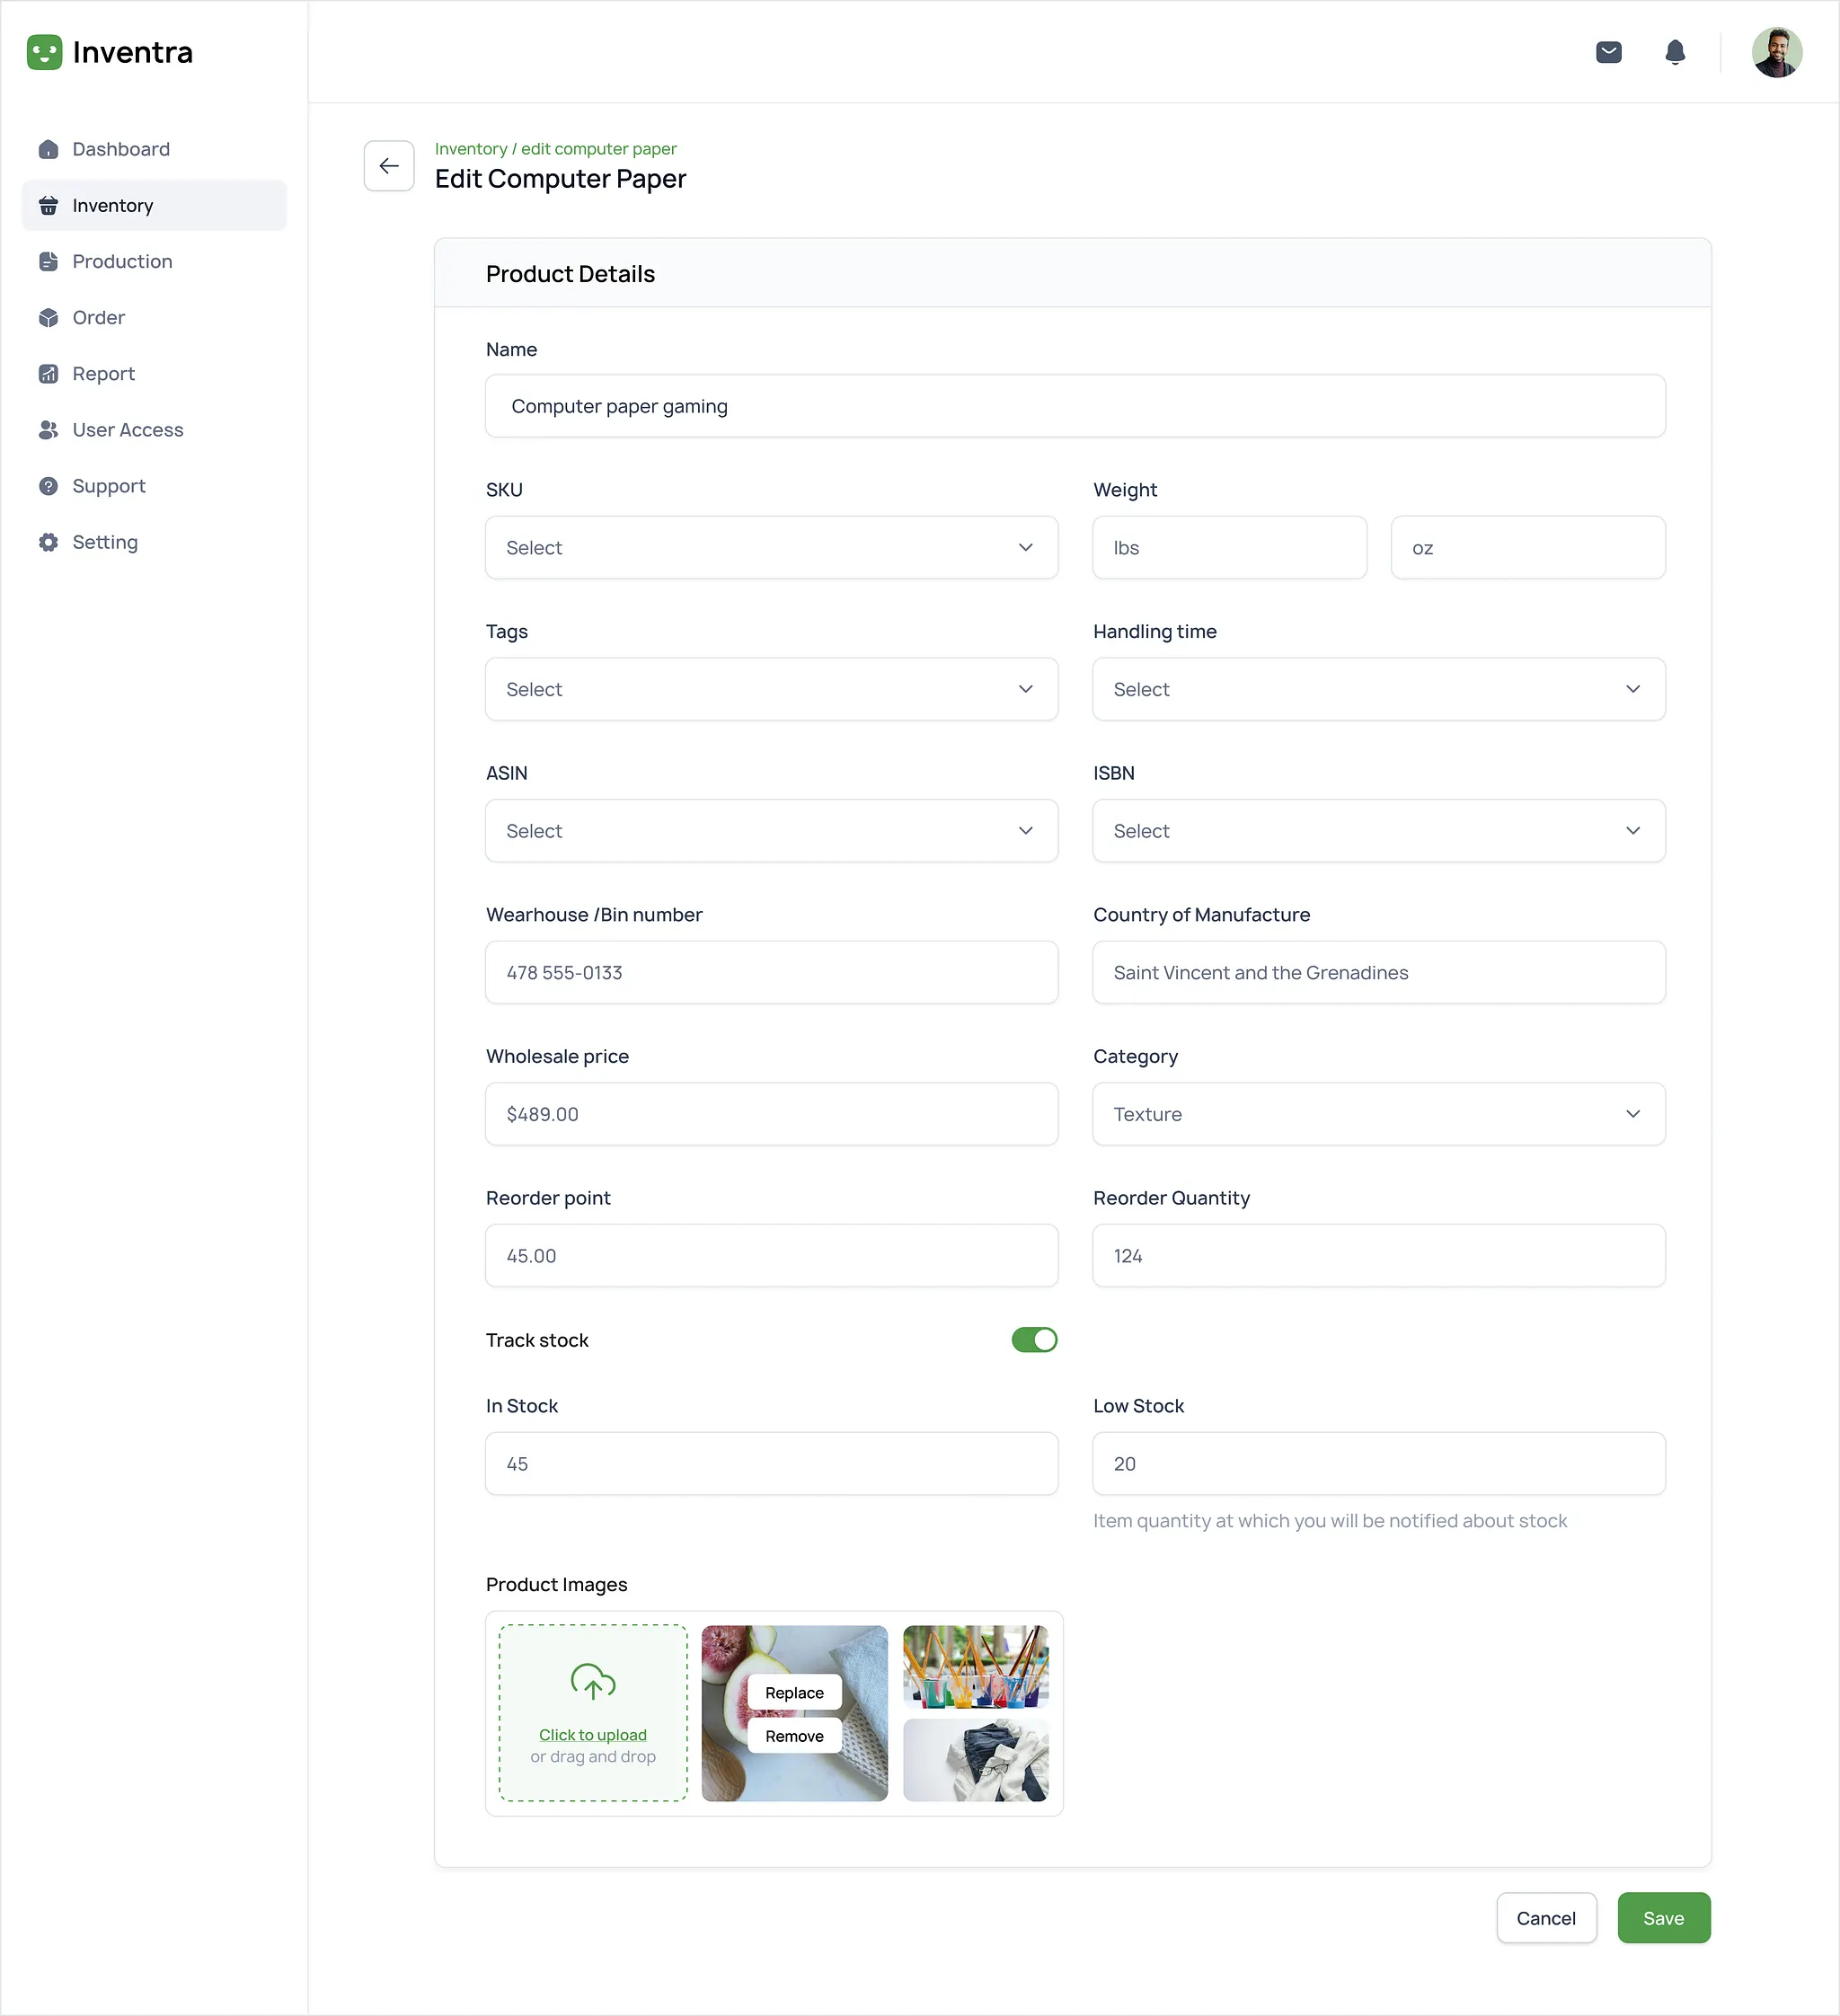 Inventra
Dashboard
Inventory
Production
Order
Report
User Access
Support
Setting
Inventory / edit computer paper
Edit Computer Paper
Product Details
Name
Computer paper gaming
SKU
Weight
Select
lbs
oz
Tags
Handling time
Select
Select
ASIN
ISBN
Select
Select
Wearhouse /Bin number
Country of Manufacture
478 555-0133
Saint Vincent and the Grenadines
Wholesale price
Category
$489.00
Texture
Reorder point
Reorder Quantity
45.00
124
Track stock
In Stock
Low Stock
45
20
Item quantity at which you will be notified about stock
Product Images
Click to upload
or drag and drop
Replace
Remove
Cancel
Save